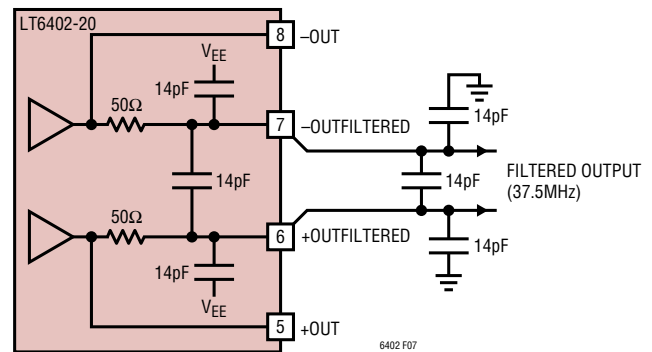 LT6402-20
8 –OUT
VEE
14pF
50Ω
7 –OUTFILTERED
14pF
14pF
14pF
FILTERED OUTPUT
(37.5MHz)
50Ω
6 +OUTFILTERED
14pF
14pF
VEE
5 +OUT
6402 F07